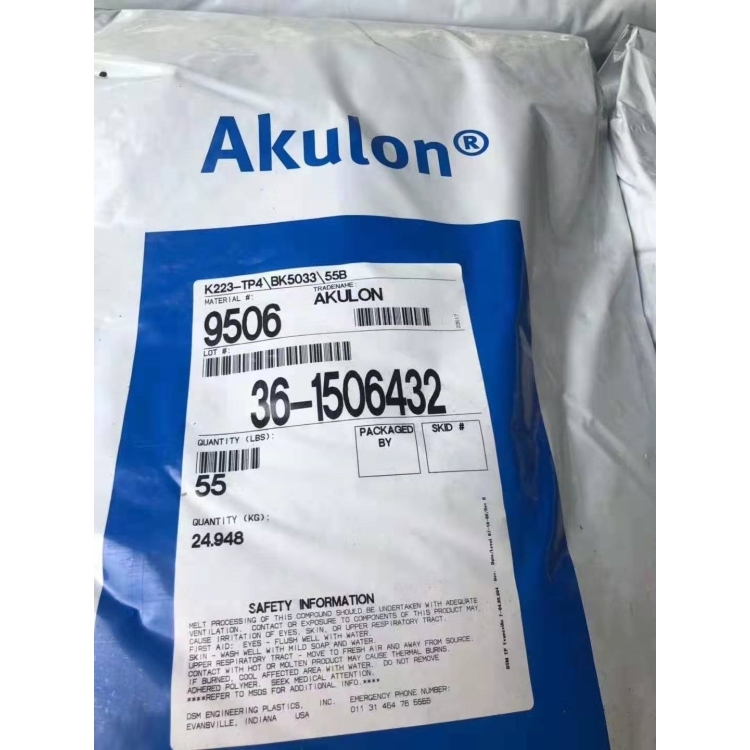 Akulon®
K223-TP4\BK5033\55B
MATERIAL #: TRADENAME:
9506 AKULON
LOT #:
36-1506432
QUANTITY (LBS): PACKAGED BY SKID #
55
QUANTITY (KG):
24.948
SAFETY INFORMATION
MELT PROCESSING OF THIS COMPOUND SHOULD BE UNDERTAKEN WITH ADEQUATE
VENTILATION. CONTACT OR EXPOSURE TO COMPONENTS OF THIS PRODUCT MAY
CAUSE IRRITATION OF EYES, SKIN, OR UPPER RESPIRATORY TRACT.
FIRST AID: EYES - FLUSH WELL WITH WATER.
SKIN - WASH WELL WITH MILD SOAP AND WATER.
UPPER RESPIRATORY TRACT - MOVE TO FRESH AIR AND AWAY FROM SOURCE.
CONTACT WITH HOT OR MOLTEN PRODUCT MAY CAUSE THERMAL BURNS.
IF BURNED, COOL AFFECTED AREA WITH WATER. DO NOT REMOVE
ADHERED POLYMER. SEEK MEDICAL ATTENTION.
****REFER TO MSDS FOR ADDITIONAL INFO.****
DSM ENGINEERING PLASTICS, INC. EMERGENCY PHONE NUMBER:
EVANSVILLE, INDIANA USA 011 31 464 76 5555